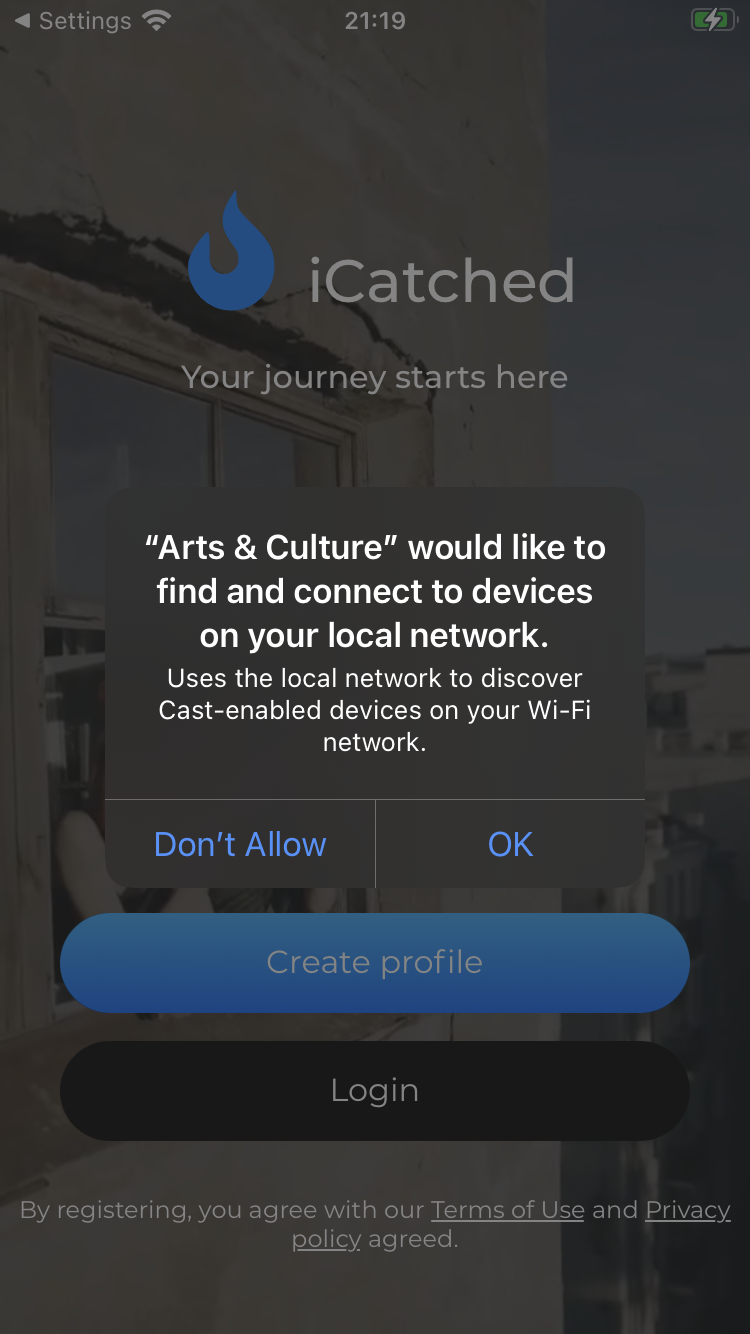 Settings
21:19
iCatched
Your journey starts here
“Arts & Culture” would like to
find and connect to devices
on your local network.
Uses the local network to discover
Cast-enabled devices on your Wi-Fi
network.
Don’t Allow
OK
Create profile
Login
By registering, you agree with our Terms of Use and Privacy
policy agreed.